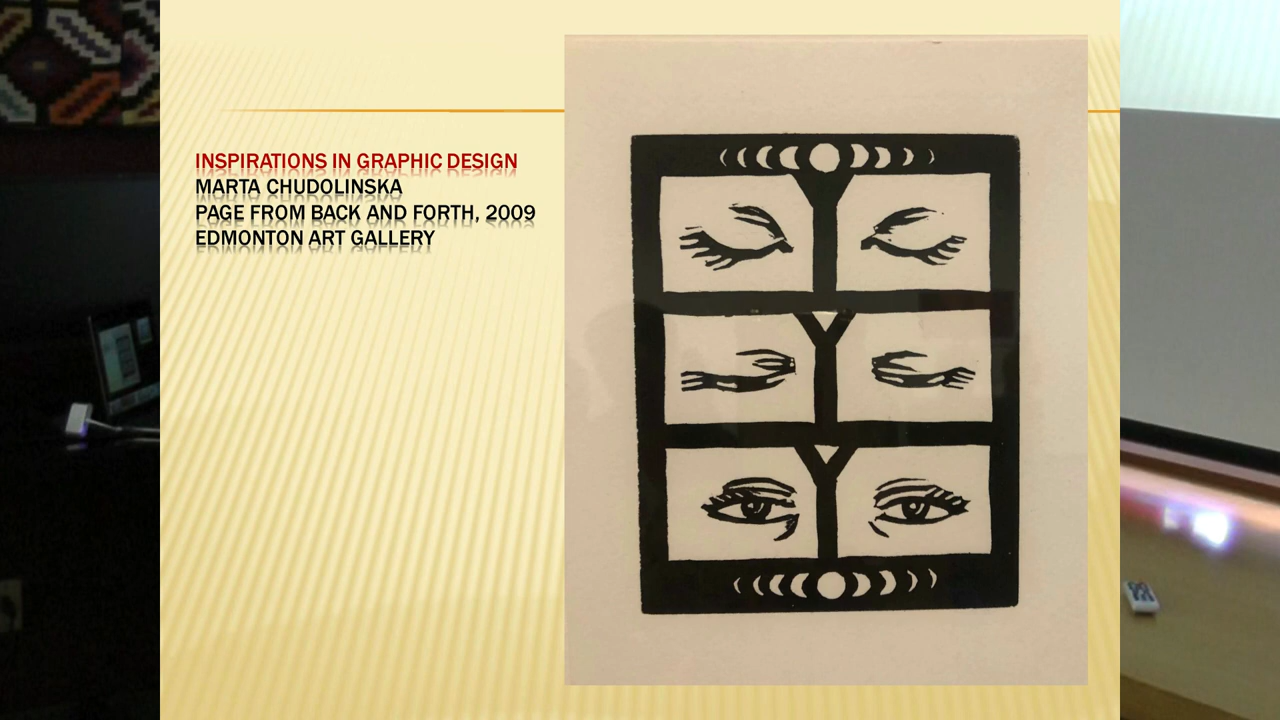 INSPIRATIONS IN GRAPHIC DESIGN
MARTA CHUDOLINSKA
PAGE FROM BACK AND FORTH, 2009
EDMONTON ART GALLERY